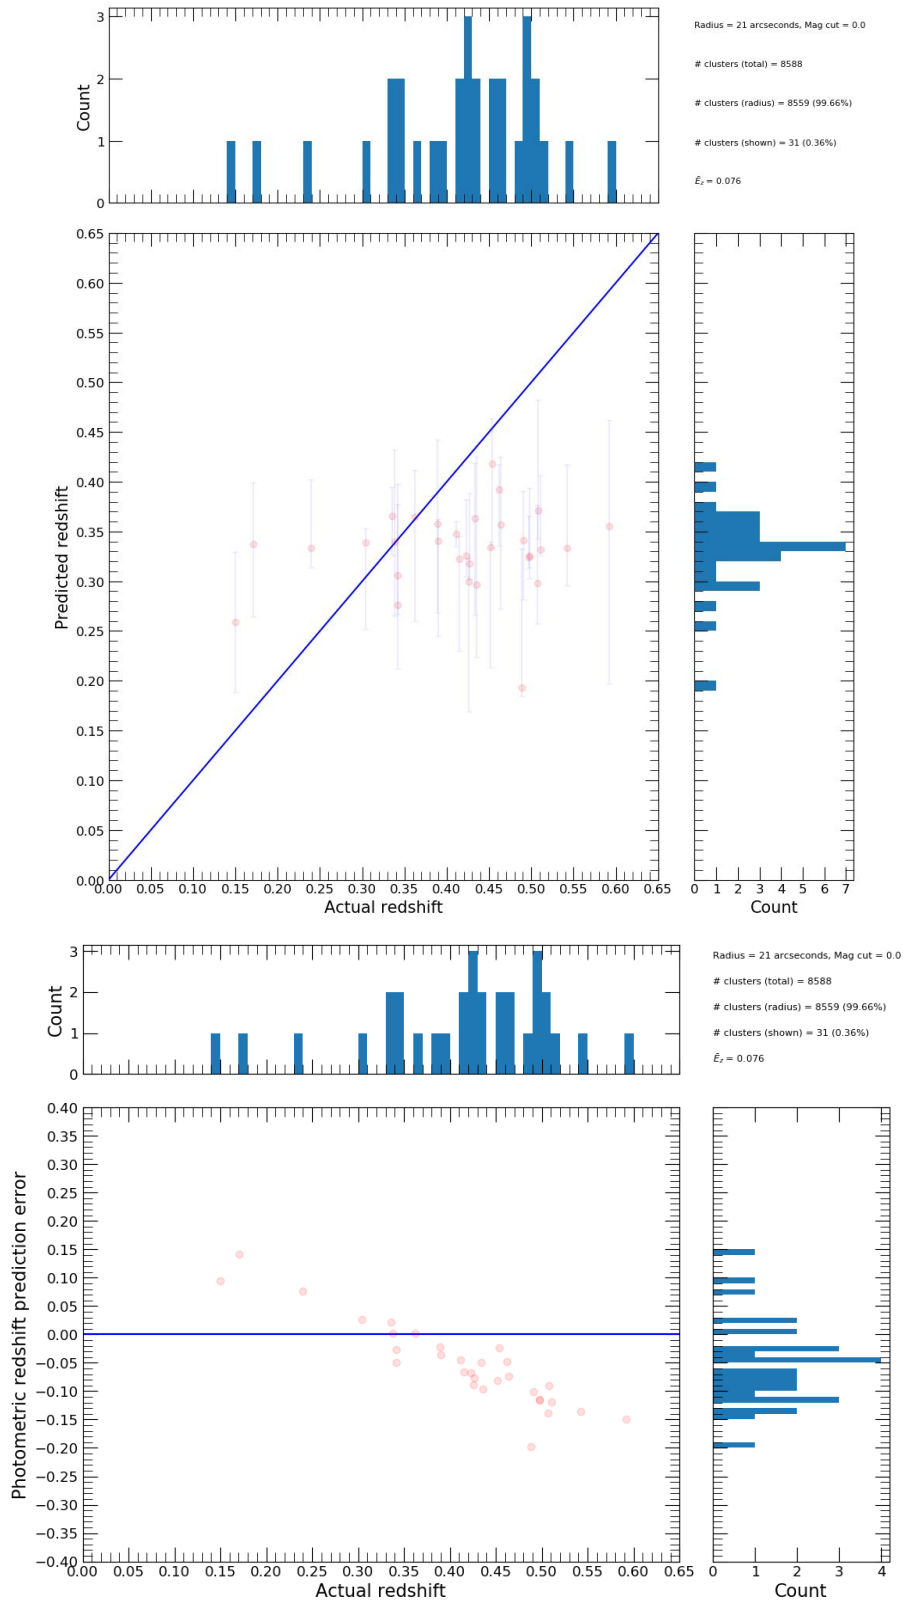 3
2
1
0
Count
Radius = 21 arcseconds, Mag cut = 0.0
# clusters (total) = 8588
# clusters (radius) = 8559 (99.66%)
# clusters (shown) = 31 (0.36%)
Ẽz = 0.076
0.65
0.60
0.55
0.50
0.45
0.40
0.35
0.30
0.25
0.20
0.15
0.10
0.05
0.00
Predicted redshift
0.00 0.05 0.10 0.15 0.20 0.25 0.30 0.35 0.40 0.45 0.50 0.55 0.60 0.65
Actual redshift
0 1 2 3 4 5 6 7
Count
3
2
1
0
Count
Radius = 21 arcseconds, Mag cut = 0.0
# clusters (total) = 8588
# clusters (radius) = 8559 (99.66%)
# clusters (shown) = 31 (0.36%)
Ẽz = 0.076
0.40
0.35
0.30
0.25
0.20
0.15
0.10
0.05
0.00
−0.05
−0.10
−0.15
−0.20
−0.25
−0.30
−0.35
−0.40
Photometric redshift prediction error
0.00 0.05 0.10 0.15 0.20 0.25 0.30 0.35 0.40 0.45 0.50 0.55 0.60 0.65
Actual redshift
0 1 2 3 4
Count